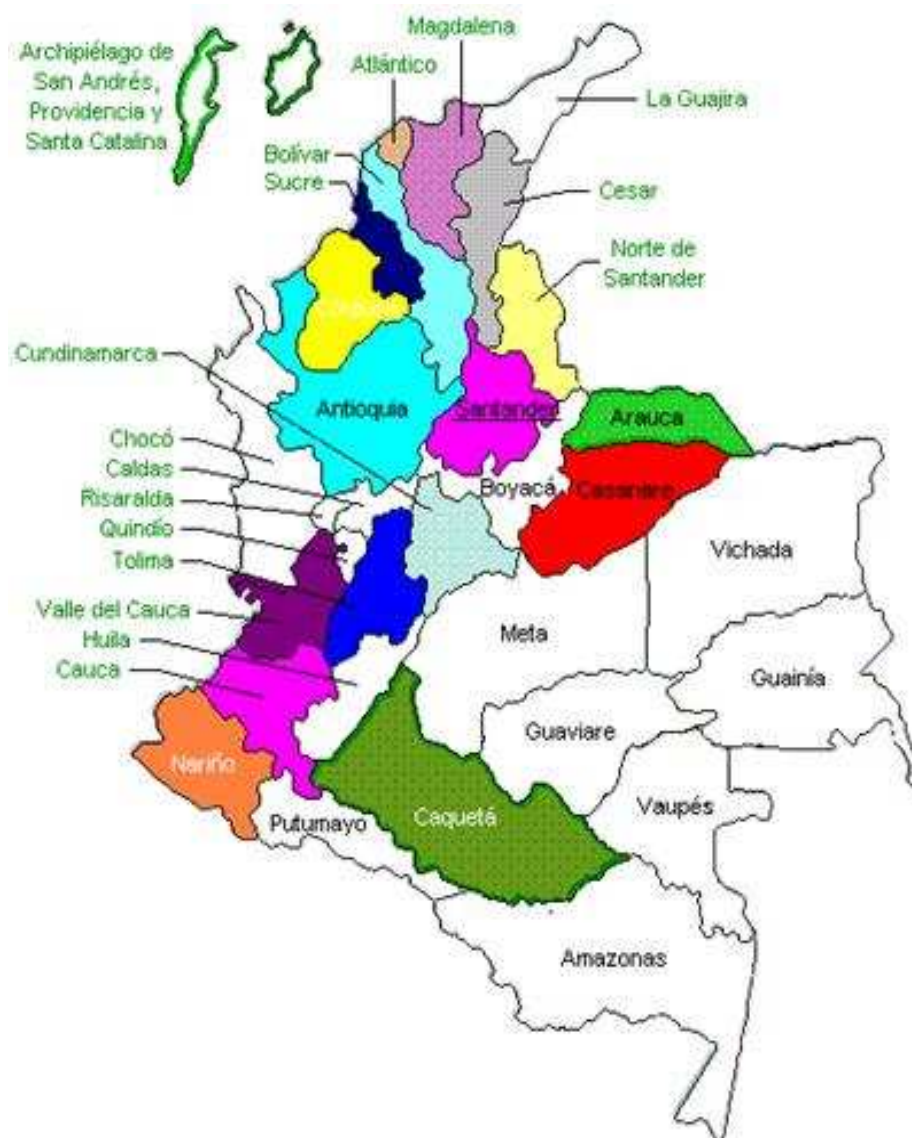 Magdalena
Archipiélago de
San Andrés,
Providencia y
Santa Catalina
Atlántico
La Guajira
Bolívar
Sucre
Cesar
Norte de
Santander
Cundinamarca
Antioquia
Santander
Arauca
Chocó
Caldas
Risaralda
Quindío
Tolima
Boyacá
Casanare
Vichada
Valle del Cauca
Huila
Cauca
Meta
Guainía
Guaviare
Nariño
Putumayo
Caquetá
Vaupés
Amazonas